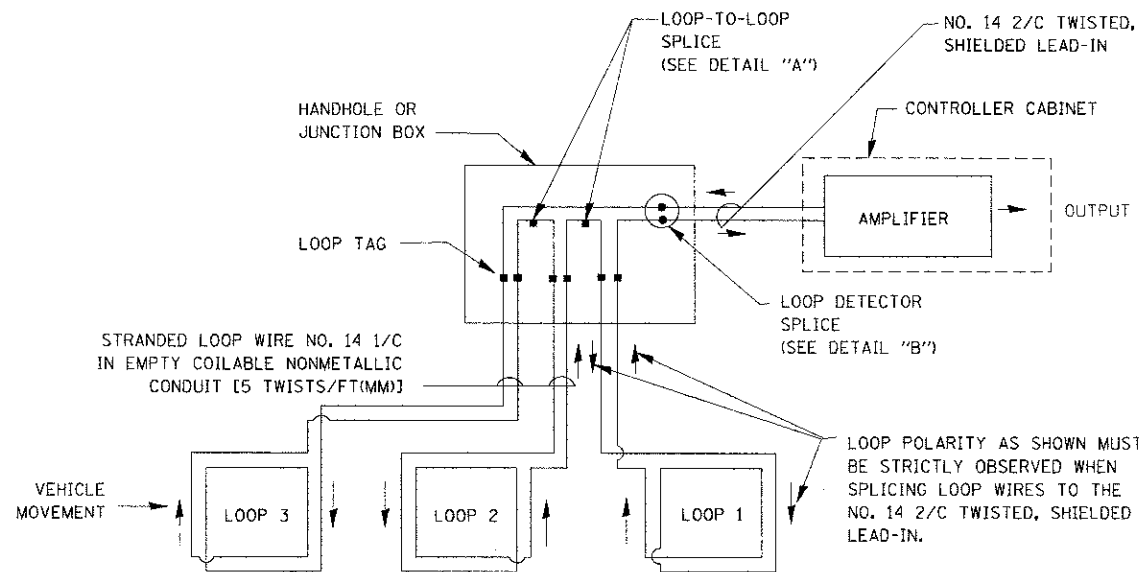 LOOP-TO-LOOP
SPLICE
(SEE DETAIL "A")
NO. 14 2/C TWISTED,
SHIELDED LEAD-IN
HANDHOLE OR
JUNCTION BOX
CONTROLLER CABINET
AMPLIFIER
OUTPUT
LOOP TAG
LOOP DETECTOR
SPLICE
(SEE DETAIL "B")
STRANDED LOOP WIRE NO. 14 1/C
IN EMPTY COILABLE NONMETALLIC
CONDUIT [5 TWISTS/FT(MM)]
LOOP POLARITY AS SHOWN MUST
BE STRICTLY OBSERVED WHEN
SPLICING LOOP WIRES TO THE
NO. 14 2/C TWISTED, SHIELDED
LEAD-IN.
VEHICLE
MOVEMENT
LOOP 3
LOOP 2
LOOP 1